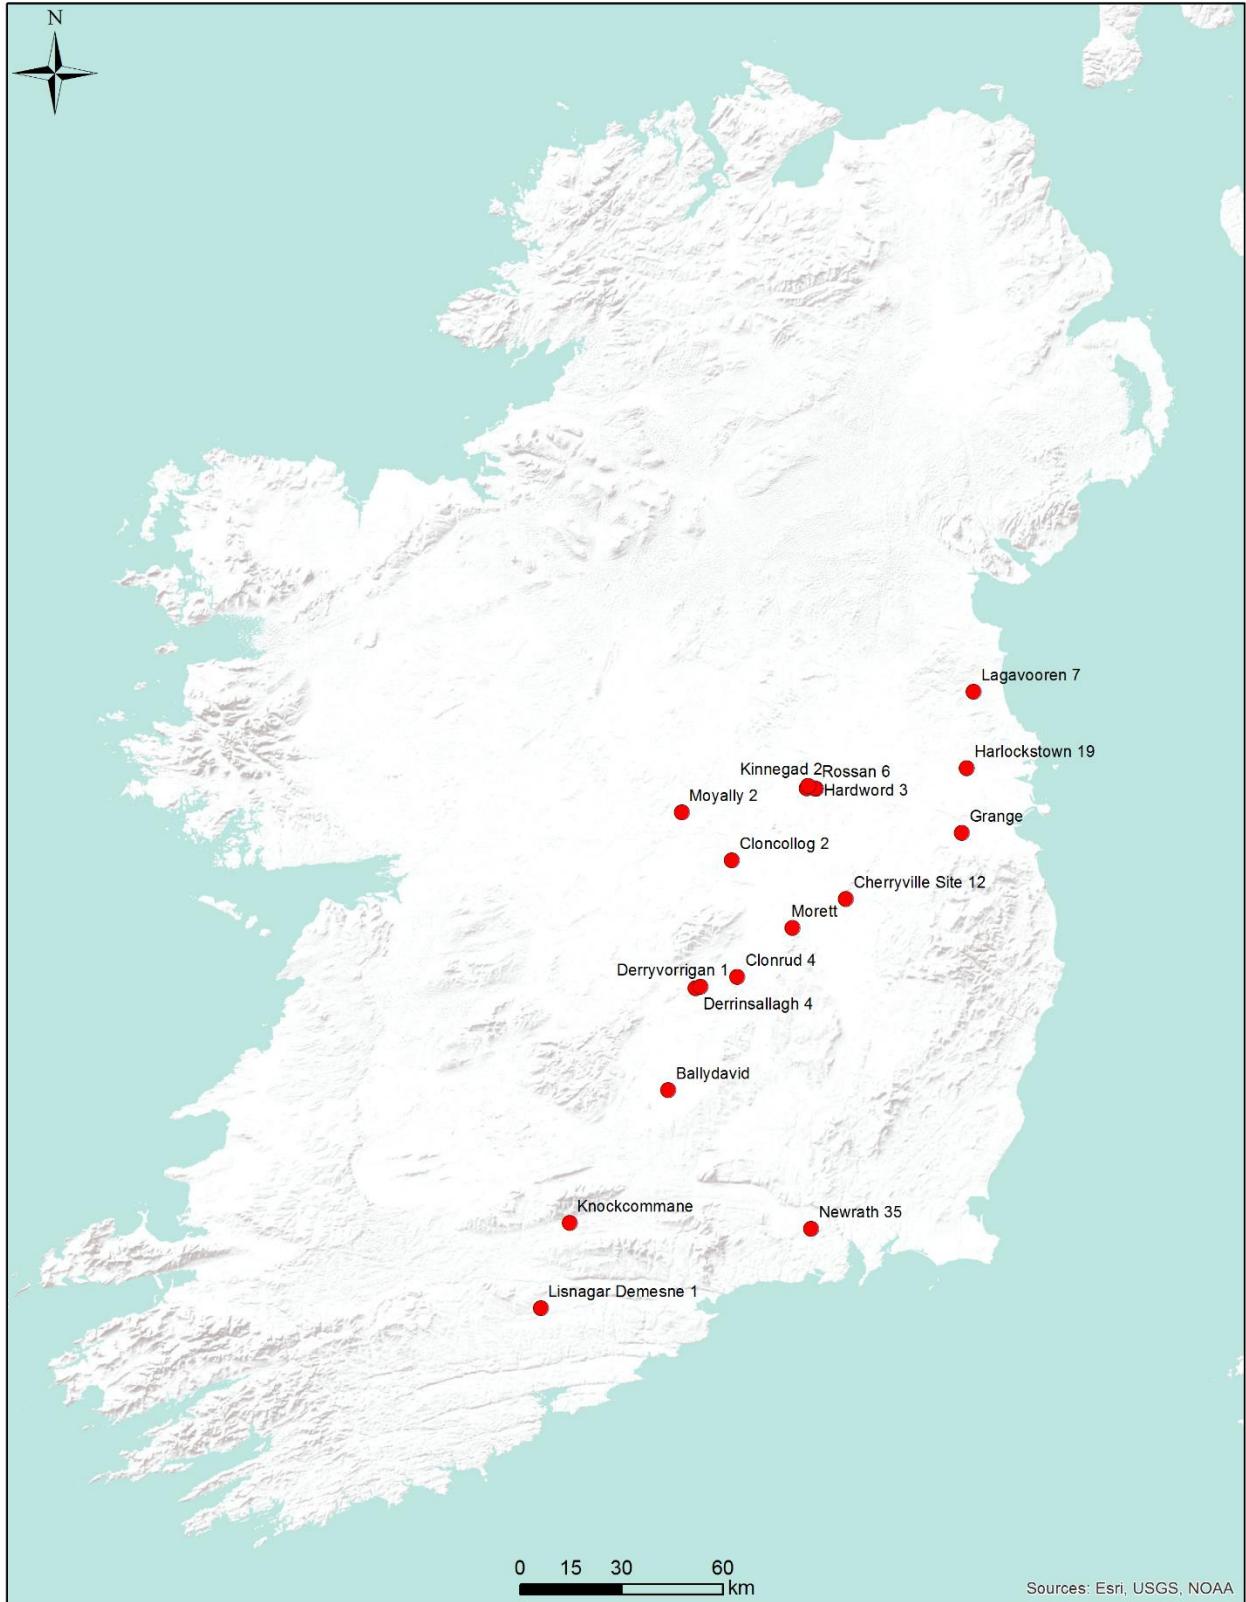 N
Lagavooren 7
Harlockstown 19
Kinnegad 2
Rossan 6
Hardword 3
Moyally 2
Grange
Cloncollog 2
Cherryville Site 12
Morett
Clonrud 4
Derryvorrigan 1
Derrinsallagh 4
Ballydavid
Knockcommane
Newrath 35
Lisnagar Demesne 1
0 15 30 60
km
Sources: Esri, USGS, NOAA